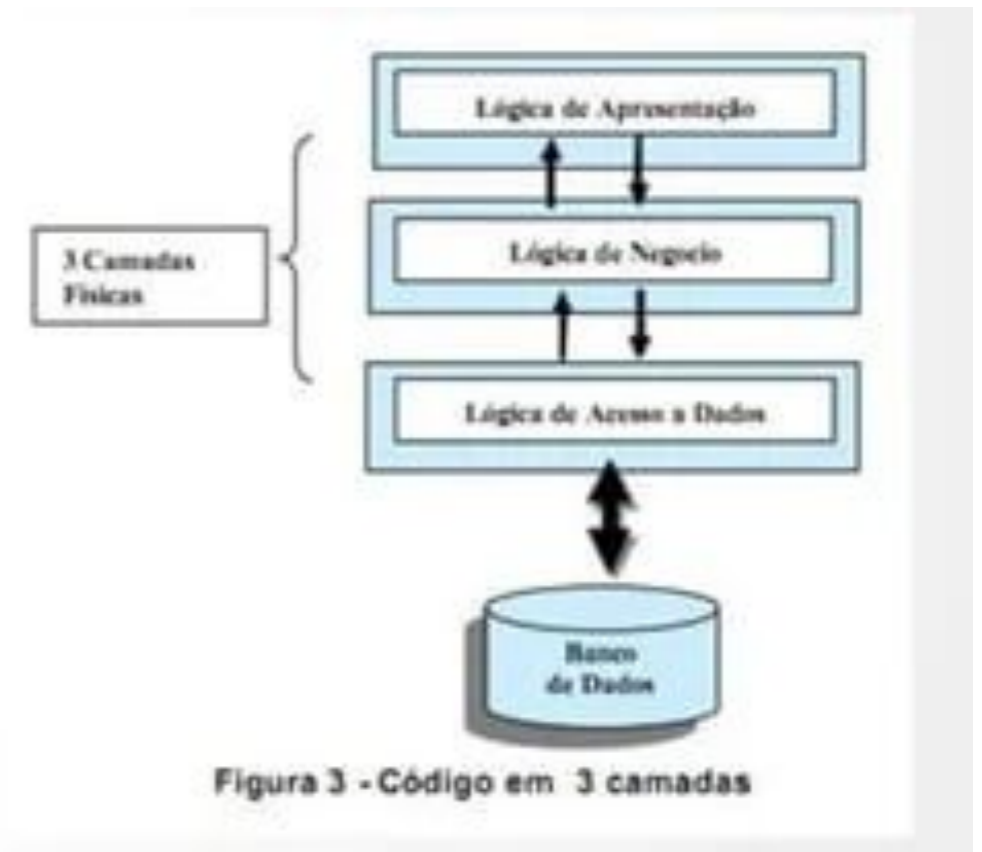 Lógica de Apresentação
Lógica de Negocio
3 Camadas
Físicas
Lógica de Acesso a Dados
Banco
de Dados
Figura 3 - Código em 3 camadas